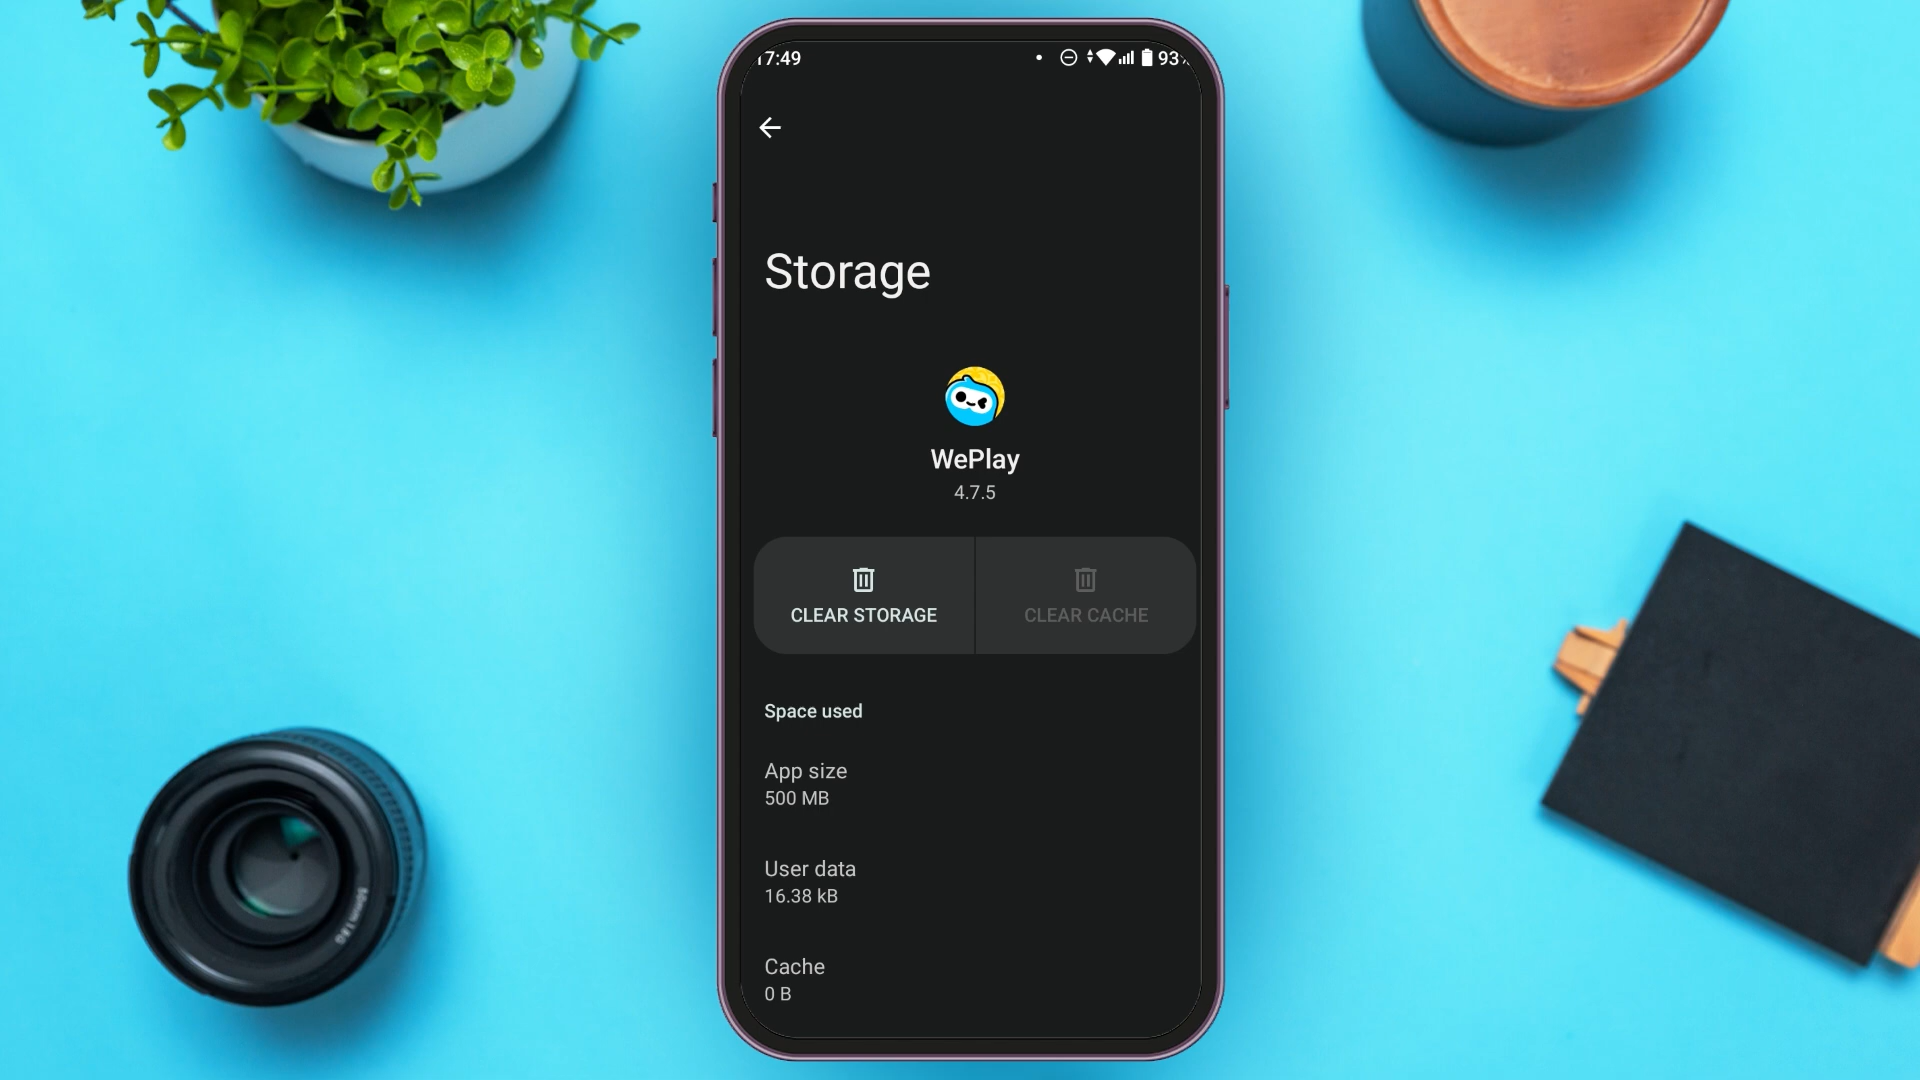 17:49
93%
Storage
WePlay
4.7.5
CLEAR STORAGE
CLEAR CACHE
Space used
App size
500 MB
User data
16.38 kB
Cache
0 B